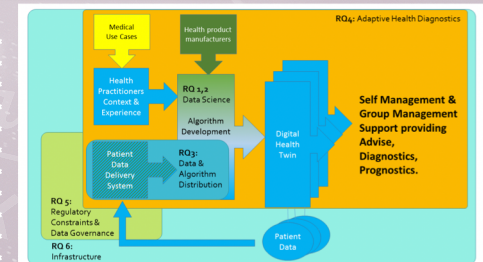 RQ4: Adaptive Health Diagnostics
Medical
Use Cases
Health product
manufacturers
Health
Practitioners
Context &
Experience
RQ 1,2
Data Science
Algorithm
Development
Digital
Health
Twin
Self Management &
Group Management
Support providing
Advise,
Diagnostics,
Prognostics.
Patient
Data
Delivery
System
RQ3:
Data &
Algorithm
Distribution
RQ 5:
Regulatory
Constraints &
Data Governance
RQ 6:
Infrastructure
Patient
Data